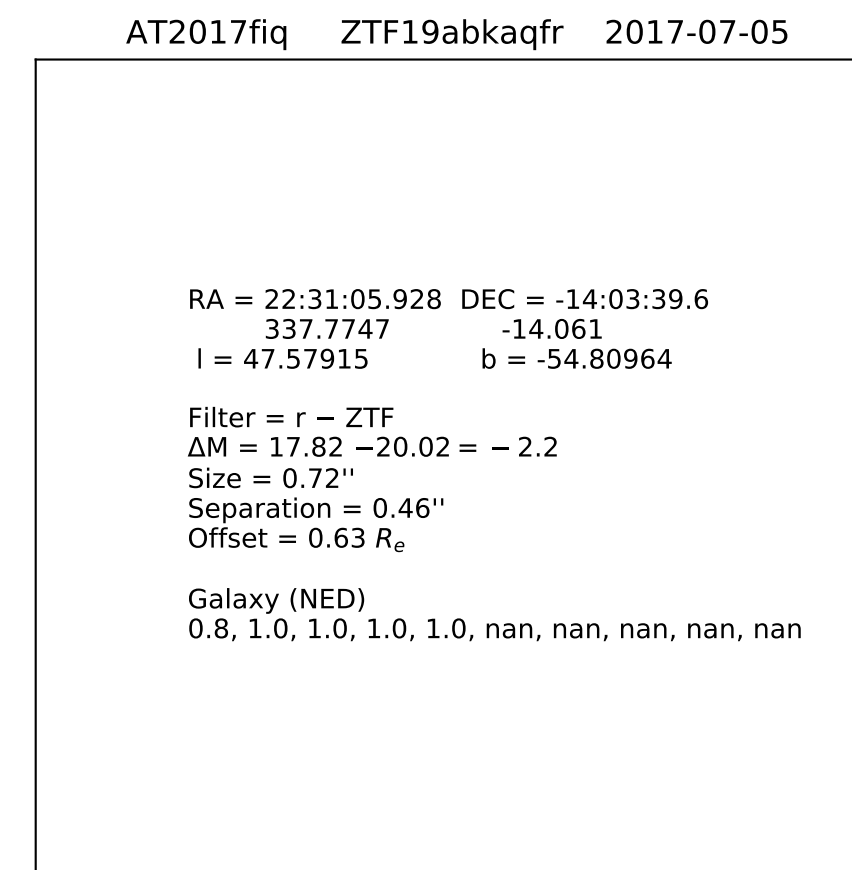 AT2017fiq ZTF19abkaqfr 2017-07-05
RA = 22:31:05.928 DEC = -14:03:39.6
337.7747 -14.061
l = 47.57915 b = -54.80964
Filter = r − ZTF
ΔM = 17.82 −20.02 = − 2.2
Size = 0.72''
Separation = 0.46''
Offset = 0.63 Rₑ
Galaxy (NED)
0.8, 1.0, 1.0, 1.0, 1.0, nan, nan, nan, nan, nan